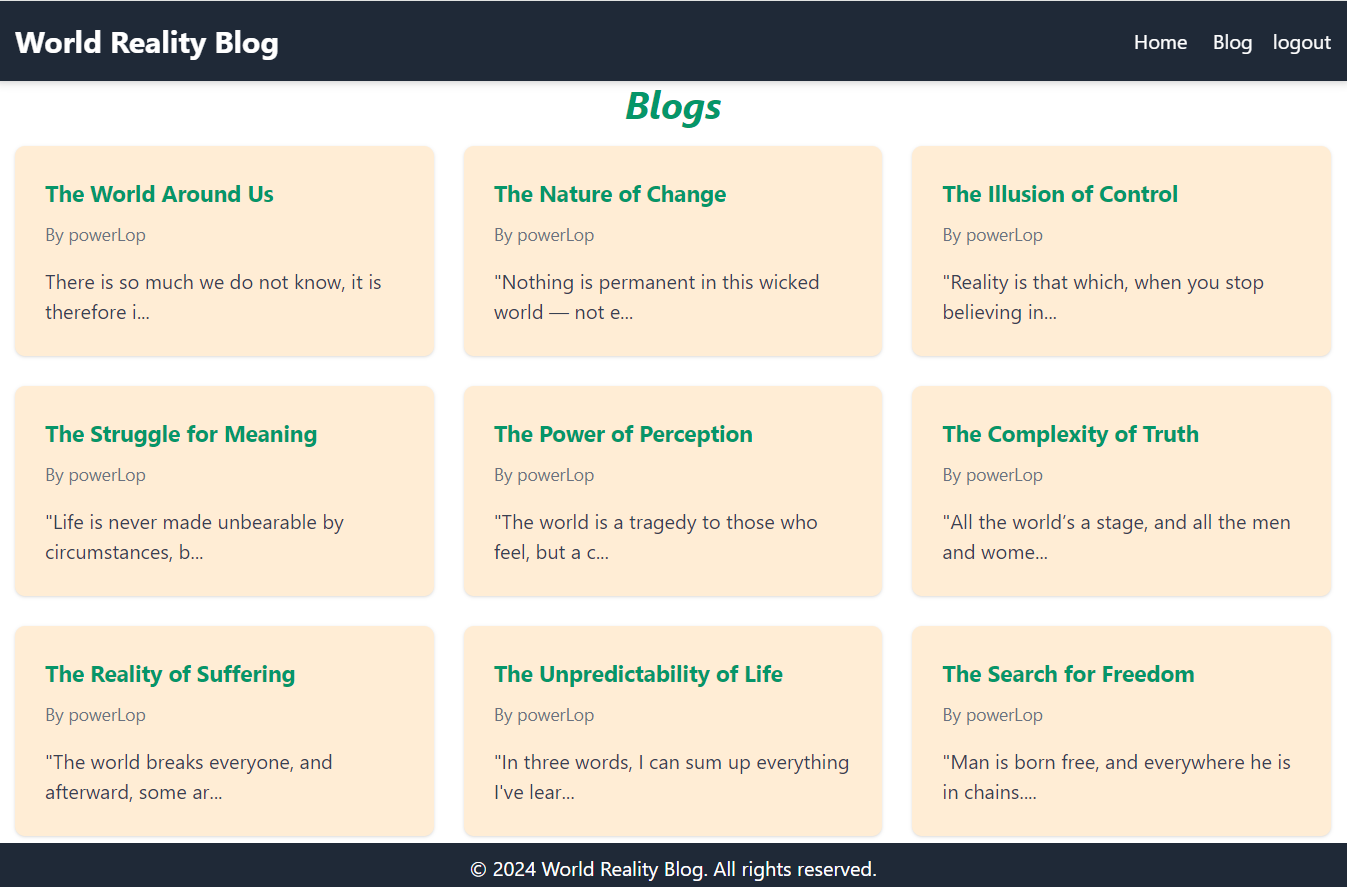 World Reality Blog
Home Blog logout
Blogs
The World Around Us
By powerLop
There is so much we do not know, it is
therefore i...
The Nature of Change
By powerLop
"Nothing is permanent in this wicked
world — not e...
The Illusion of Control
By powerLop
"Reality is that which, when you stop
believing in...
The Struggle for Meaning
By powerLop
"Life is never made unbearable by
circumstances, b...
The Power of Perception
By powerLop
"The world is a tragedy to those who
feel, but a c...
The Complexity of Truth
By powerLop
"All the world’s a stage, and all the men
and wome...
The Reality of Suffering
By powerLop
"The world breaks everyone, and
afterward, some ar...
The Unpredictability of Life
By powerLop
"In three words, I can sum up everything
I've lear...
The Search for Freedom
By powerLop
"Man is born free, and everywhere he is
in chains....
© 2024 World Reality Blog. All rights reserved.